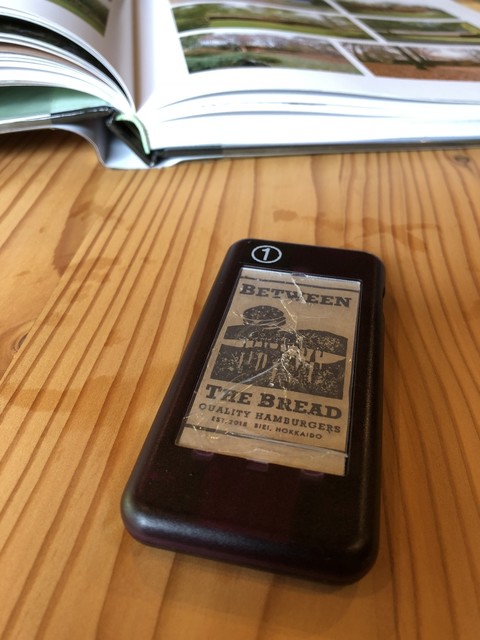 ①
BETWEEN
THE BREAD
QUALITY HAMBURGERS
EST. 2018 BIEI, HOKKAIDO